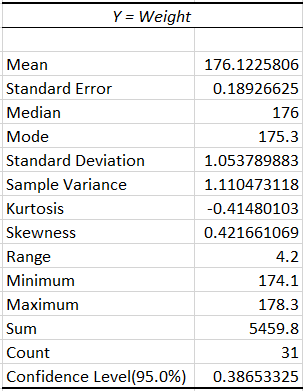 Y = Weight
Mean 176.1225806
Standard Error 0.18926625
Median 176
Mode 175.3
Standard Deviation 1.053789883
Sample Variance 1.110473118
Kurtosis -0.41480103
Skewness 0.421661069
Range 4.2
Minimum 174.1
Maximum 178.3
Sum 5459.8
Count 31
Confidence Level(95.0%) 0.38653325